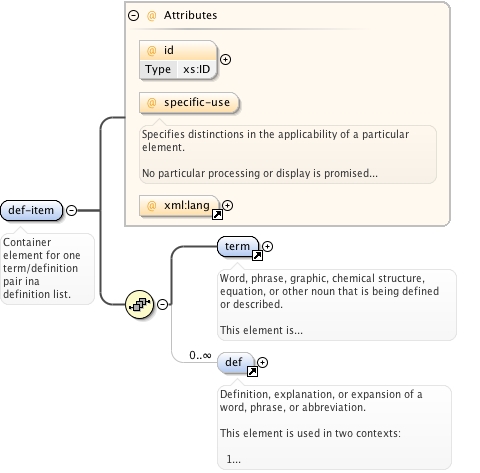 Attributes
@ id
Type xs:ID
@ specific-use
Specifies distinctions in the applicability of a particular
element.
No particular processing or display is promised...
@ xml:lang
def-item
Container
element for one
term/definition
pair ina
definition list.
term
Word, phrase, graphic, chemical structure,
equation, or other noun that is being defined
or described.
This element is...
0..∞
def
Definition, explanation, or expansion of a
word, phrase, or abbreviation.
This element is used in two contexts:
1...